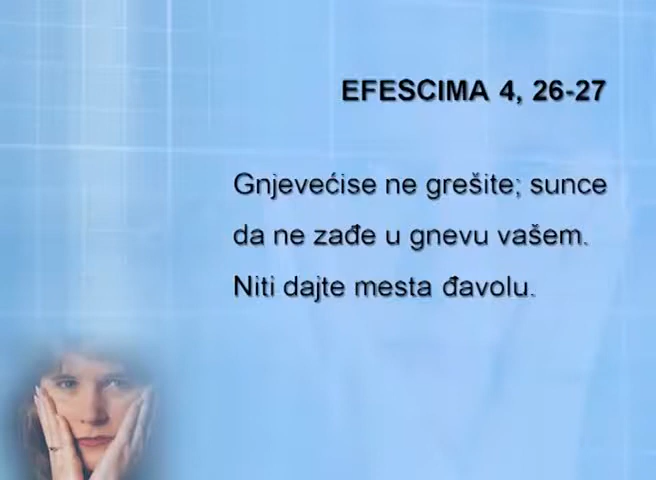 EFESCIMA 4, 26-27
Gnjevećise ne grešite; sunce
da ne zađe u gnevu vašem.
Niti dajte mesta đavolu.